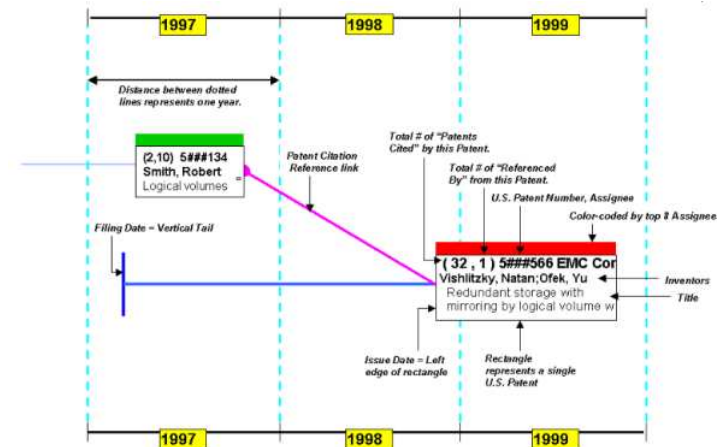 1997 1998 1999
Distance between dotted
lines represents one year.
Total # of "Patents
Cited" by this Patent.
(2,10) 5###134
Smith, Robert
Logical volumes =
Patent Citation
Reference link
Total # of "Referenced
By" from this Patent.
U.S. Patent Number, Assignee
Color-coded by top 8 Assignee
Filing Date = Vertical Tail
( 32 , 1 ) 5###566 EMC Cor
Vishlitzky, Natan;Ofek, Yu
Redundant storage with
mirroring by logical volume w
Inventors
Title
Issue Date = Left
edge of rectangle
Rectangle
represents a single
U.S. Patent
1997 1998 1999